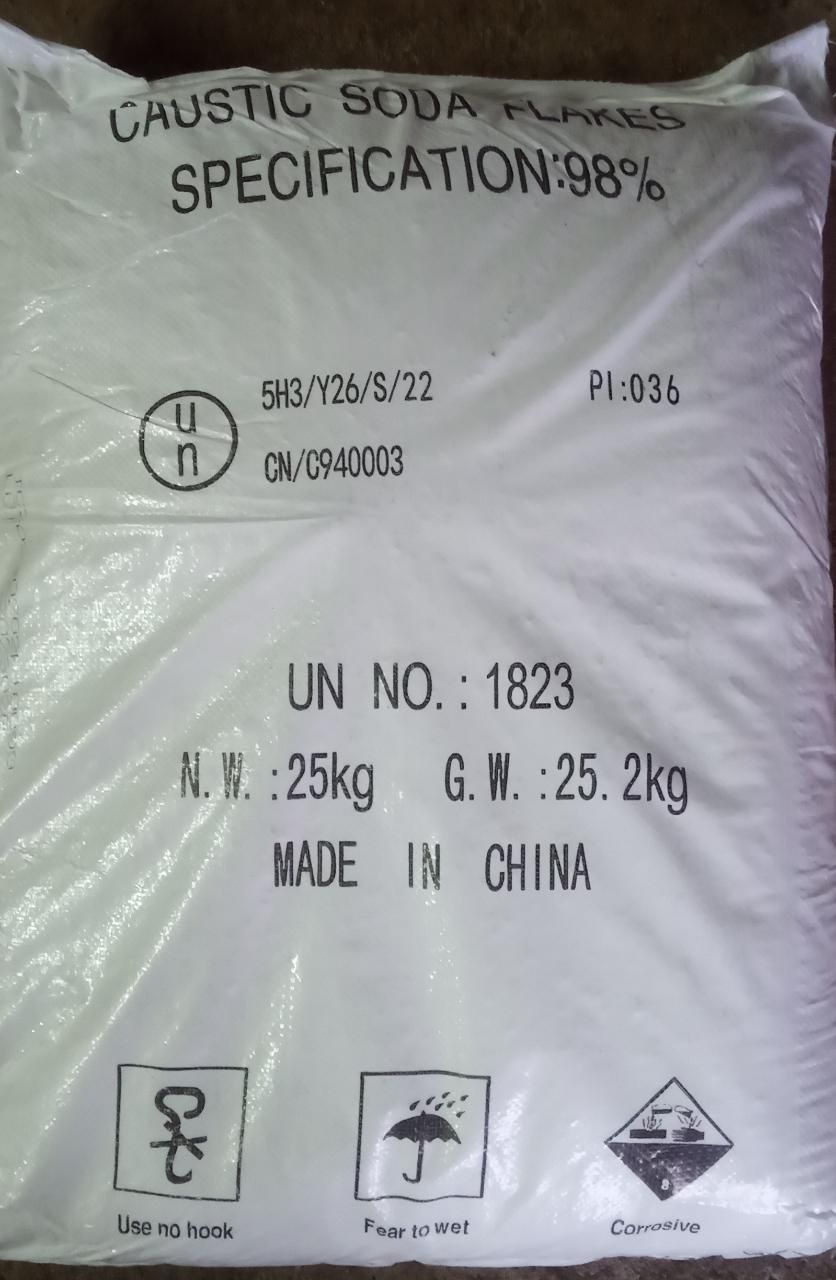 CAUSTIC SODA FLAKES
SPECIFICATION:98%
un
5H3/Y26/S/22 PI:036
CN/C940003
UN NO.: 1823
N.W.:25kg G.W.:25.2kg
MADE IN CHINA
8
Use no hook Fear to wet Corrosive